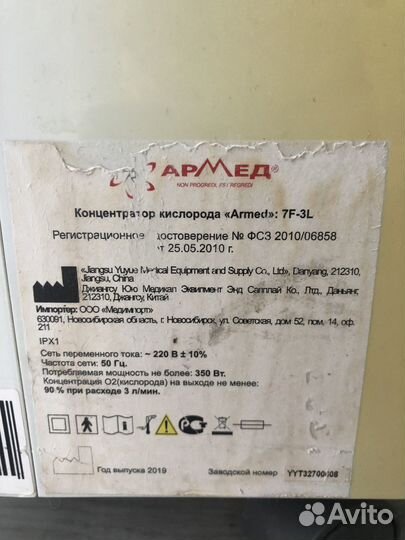 АРМЕД®
NON PROGREDI, EST REGREDI
Концентратор кислорода «Armed»: 7F-3L
Регистрационное удостоверение № ФСЗ 2010/06858
от 25.05.2010 г.
«Jiangsu Yuyue Medical Equipment and Supply Co., Ltd», Danyang, 212310,
Jiangsu, China
Джиангсу Юю Медикал Эквипмент Энд Сапплай Ко., Лтд., Даньянг,
212310, Джангсу, Китай
Импортер: ООО «Медимпорт»
630091, Новосибирская область, г. Новосибирск, ул. Советская, дом 52, пом. 14, оф.
211
IPX1
Сеть переменного тока: ~ 220 В ± 10%
Частота сети: 50 Гц.
Потребляемая мощность не более: 350 Вт.
Концентрация O2(кислорода) на выходе не менее:
90 % при расходе 3 л/мин.
Год выпуска 2019
Заводской номер
Avito